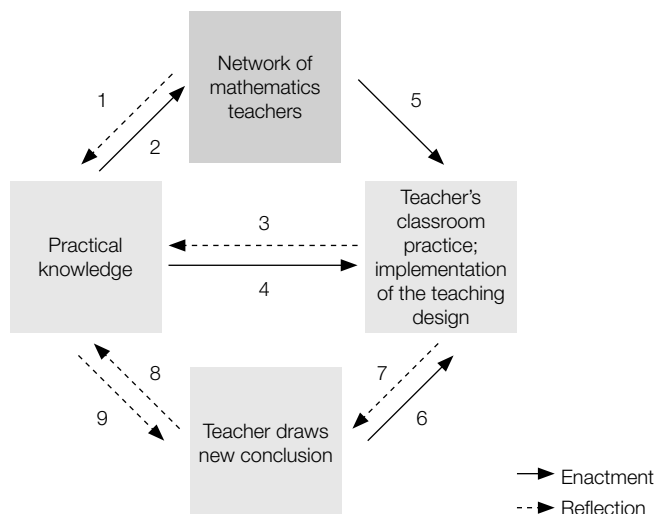 Network of
mathematics
teachers
1
2
5
Practical
knowledge
3
4
Teacher’s
classroom
practice;
implementation
of the teaching
design
8
9
7
6
Teacher draws
new conclusion
Enactment
Reflection